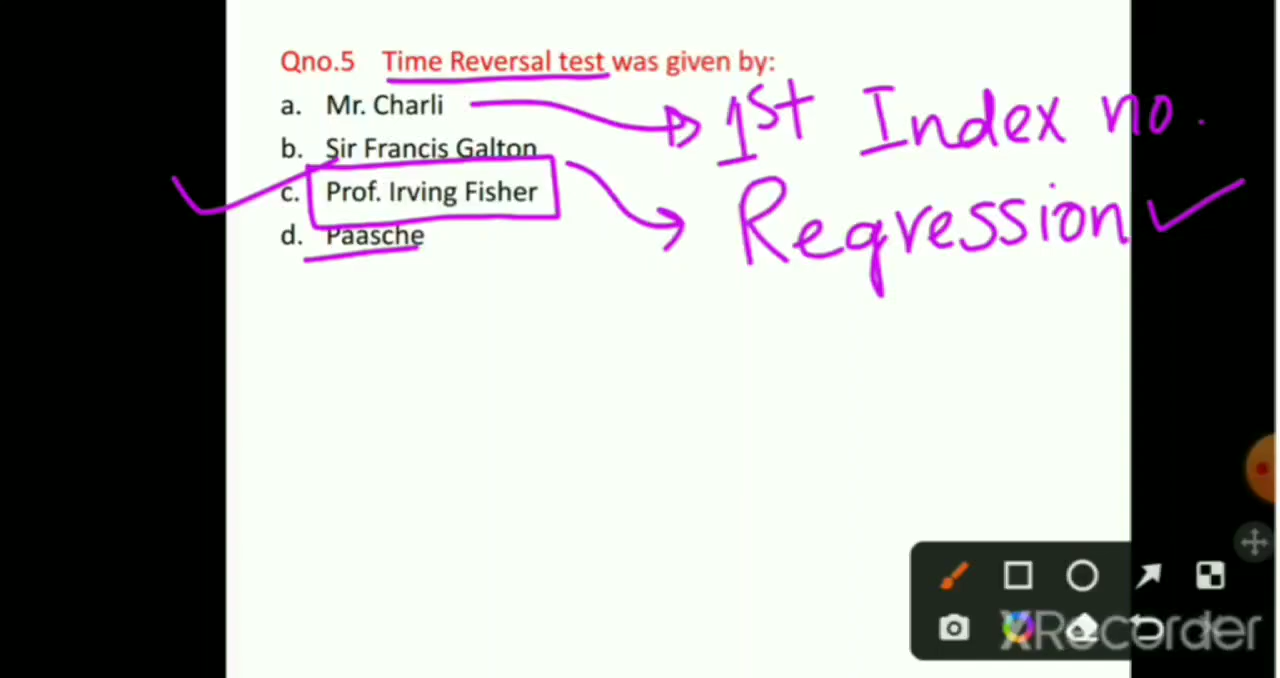 Qno.5 Time Reversal test was given by:
a. Mr. Charli
1st Index no.
b. Sir Francis Galton
c. Prof. Irving Fisher
Regression
d. Paasche
XRecorder